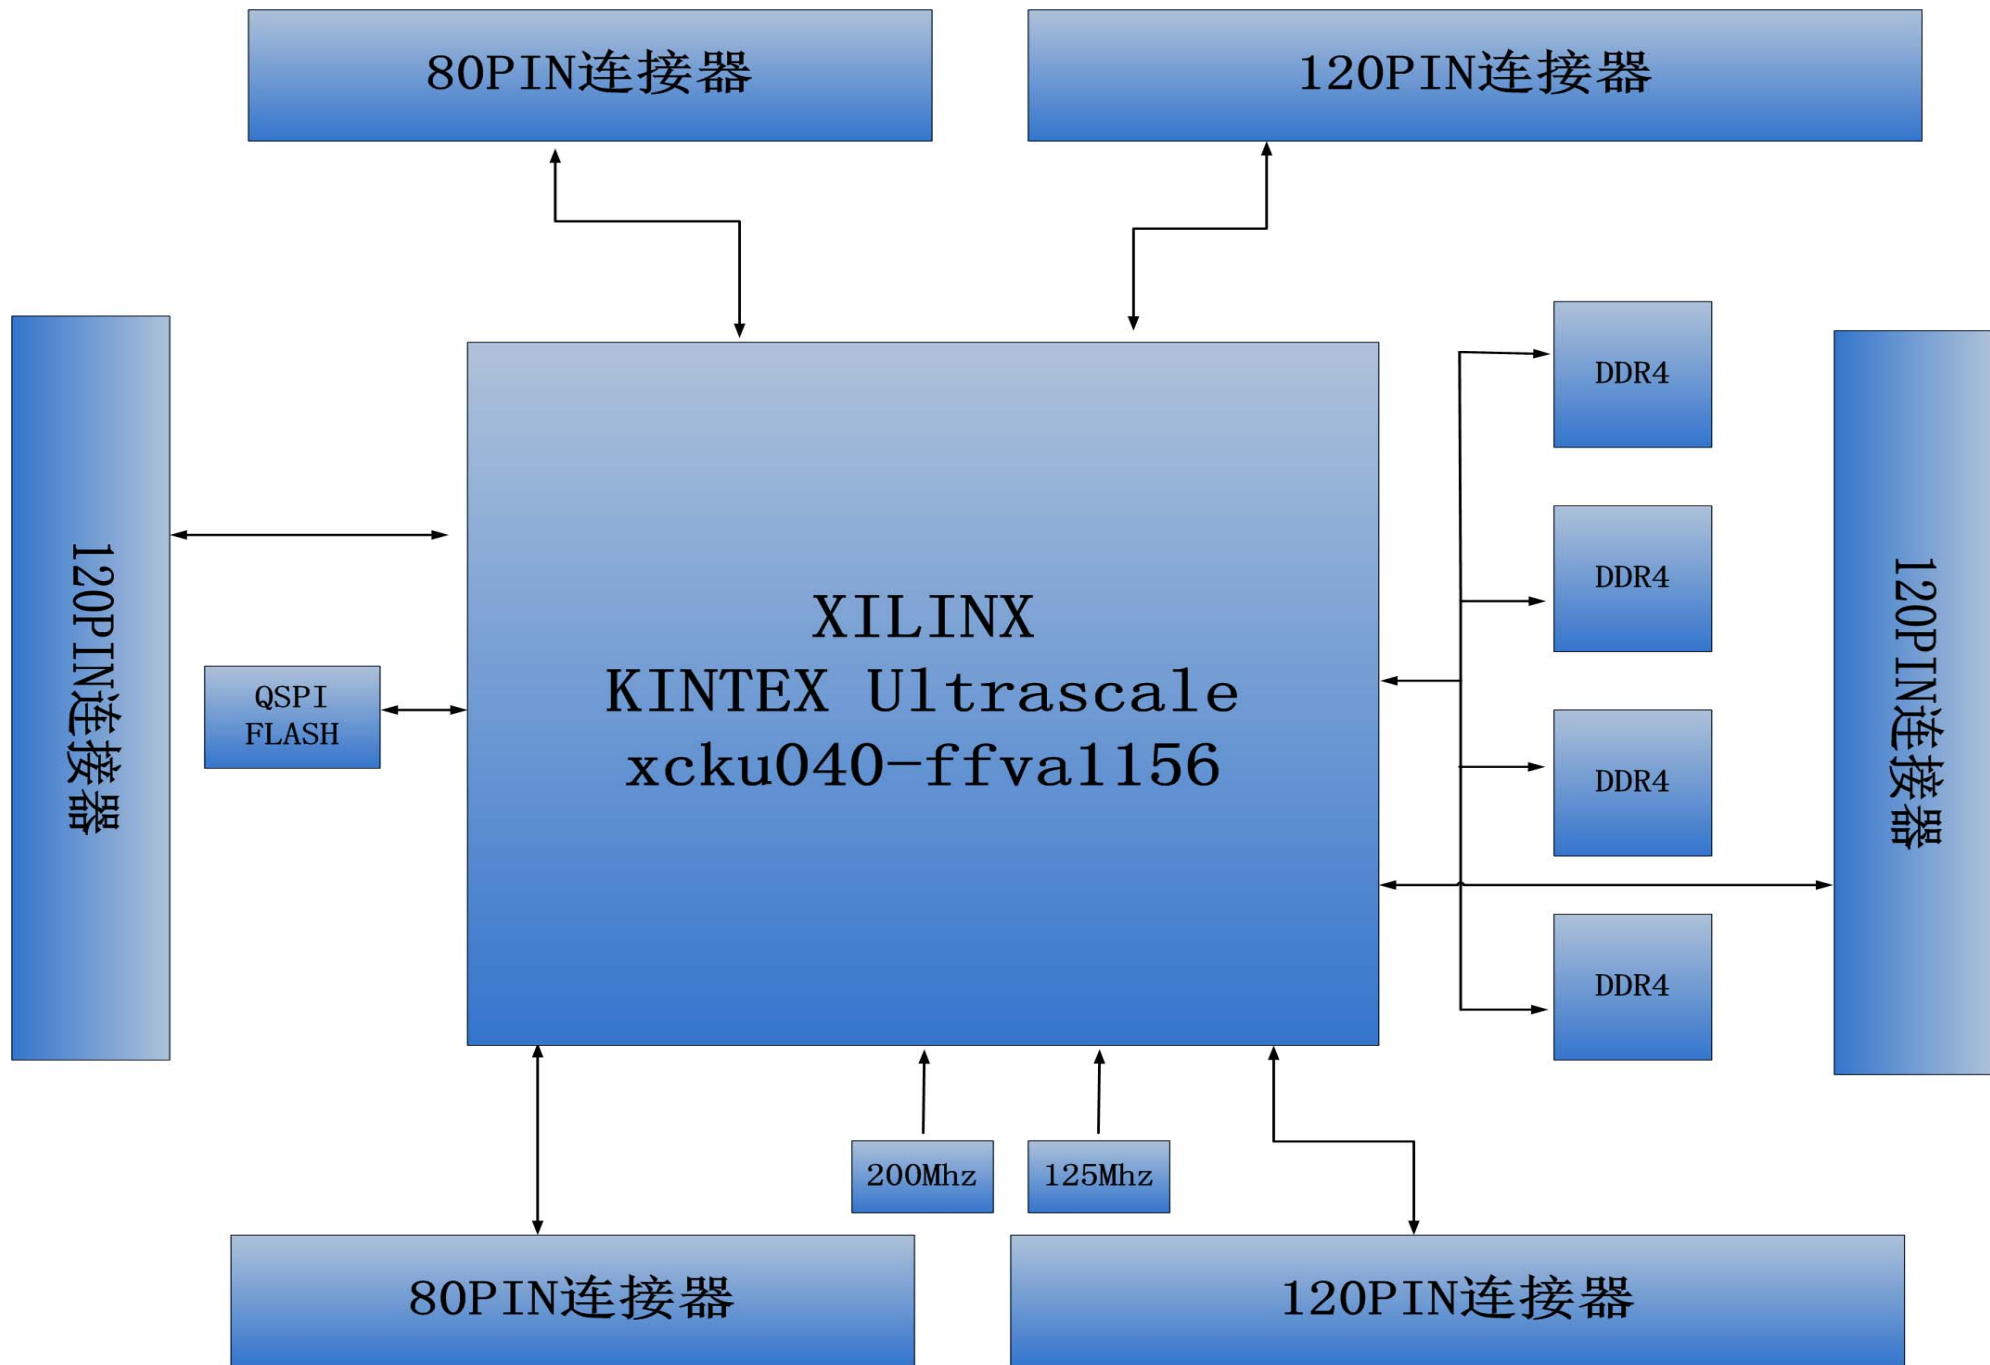 80PIN连接器
120PIN连接器
120PIN连接器
QSPI
FLASH
XILINX
KINTEX Ultrascale
xcku040-ffva1156
DDR4
DDR4
DDR4
DDR4
120PIN连接器
200Mhz
125Mhz
80PIN连接器
120PIN连接器